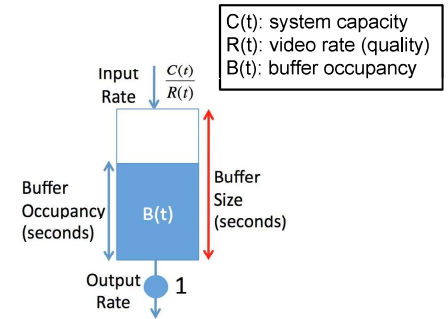 C(t): system capacity
R(t): video rate (quality)
B(t): buffer occupancy
Input
Rate
C(t)
R(t)
Buffer
Occupancy
(seconds)
B(t)
Buffer
Size
(seconds)
Output
Rate
1